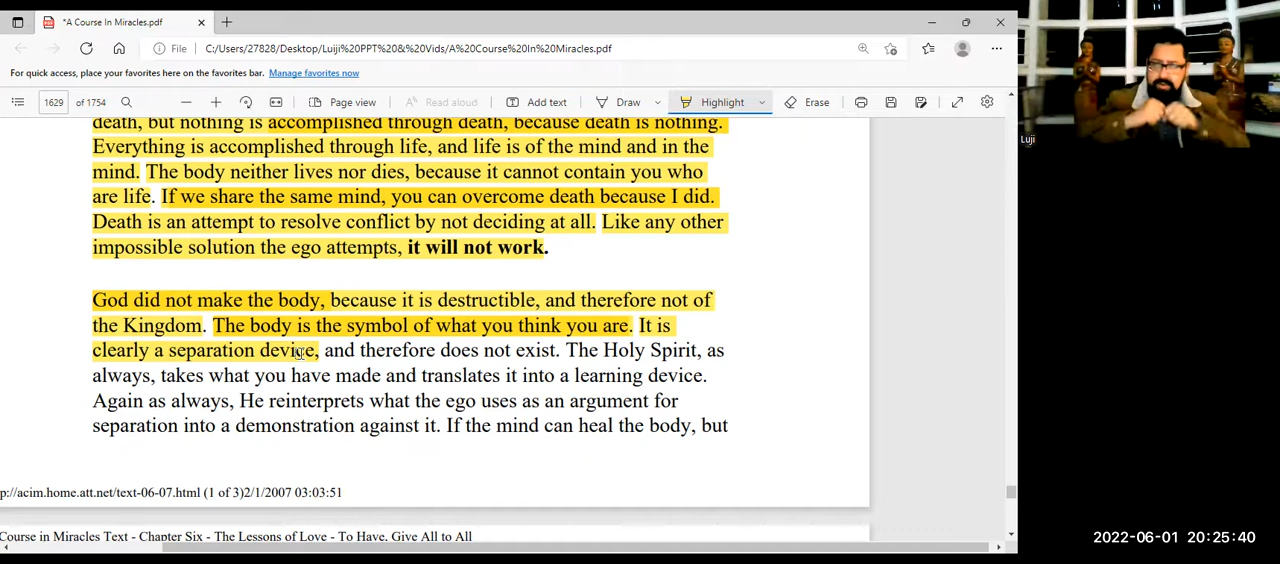 *A Course In Miracles.pdf
File C:/Users/27828/Desktop/Luiji%20PPT%20&%20Vids/A%20Course%20In%20Miracles.pdf
For quick access, place your favorites here on the favorites bar. Manage favorites now
1629 of 1754 Page view Read aloud Add text Draw Highlight Erase
death, but nothing is accomplished through death, because death is nothing.
Everything is accomplished through life, and life is of the mind and in the
mind. The body neither lives nor dies, because it cannot contain you who
are life. If we share the same mind, you can overcome death because I did.
Death is an attempt to resolve conflict by not deciding at all. Like any other
impossible solution the ego attempts, it will not work.
God did not make the body, because it is destructible, and therefore not of
the Kingdom. The body is the symbol of what you think you are. It is
clearly a separation device, and therefore does not exist. The Holy Spirit, as
always, takes what you have made and translates it into a learning device.
Again as always, He reinterprets what the ego uses as an argument for
separation into a demonstration against it. If the mind can heal the body, but
p://acim.home.att.net/text-06-07.html (1 of 3)2/1/2007 03:03:51
Course in Miracles Text - Chapter Six - The Lessons of Love - To Have, Give All to All
Luji
2022-06-01 20:25:40